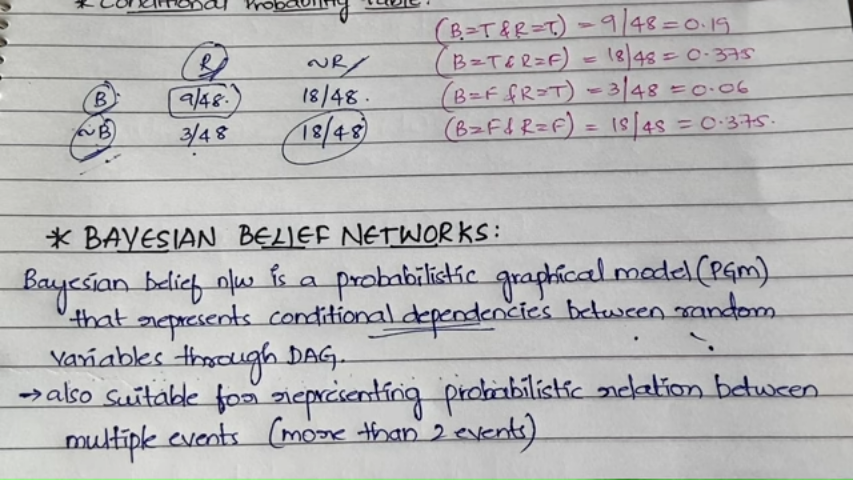 * Conditional Probability Table:
(B=T & R=T) = 9/48 = 0.19
R ~R (B=T & R=F) = 18/48 = 0.375
B 9/48. 18/48. (B=F & R=T) = 3/48 = 0.06
~B 3/48 18/48 (B=F & R=F) = 18/48 = 0.375.
* BAYESIAN BELIEF NETWORKS:
Bayesian belief n/w is a probabilistic graphical model (PGM)
that represents conditional dependencies between random
variables through DAG.
→ also suitable for representing probabilistic relation between
multiple events (more than 2 events)